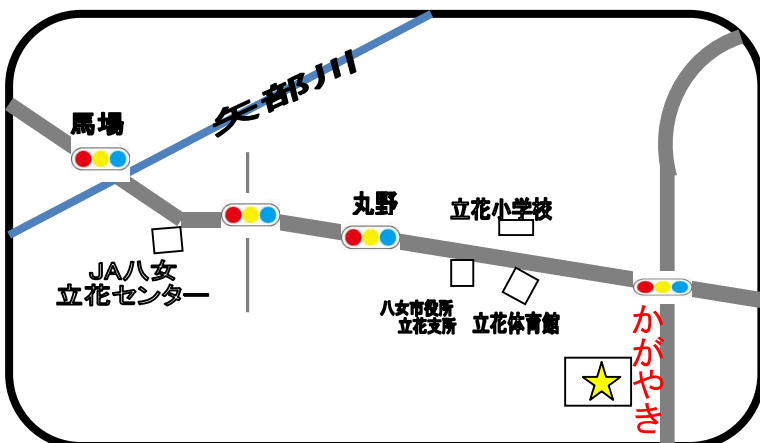 矢部川
馬場
丸野
立花小学校
JA八女
立花センター
八女市役所
立花支所
立花体育館
かがやき